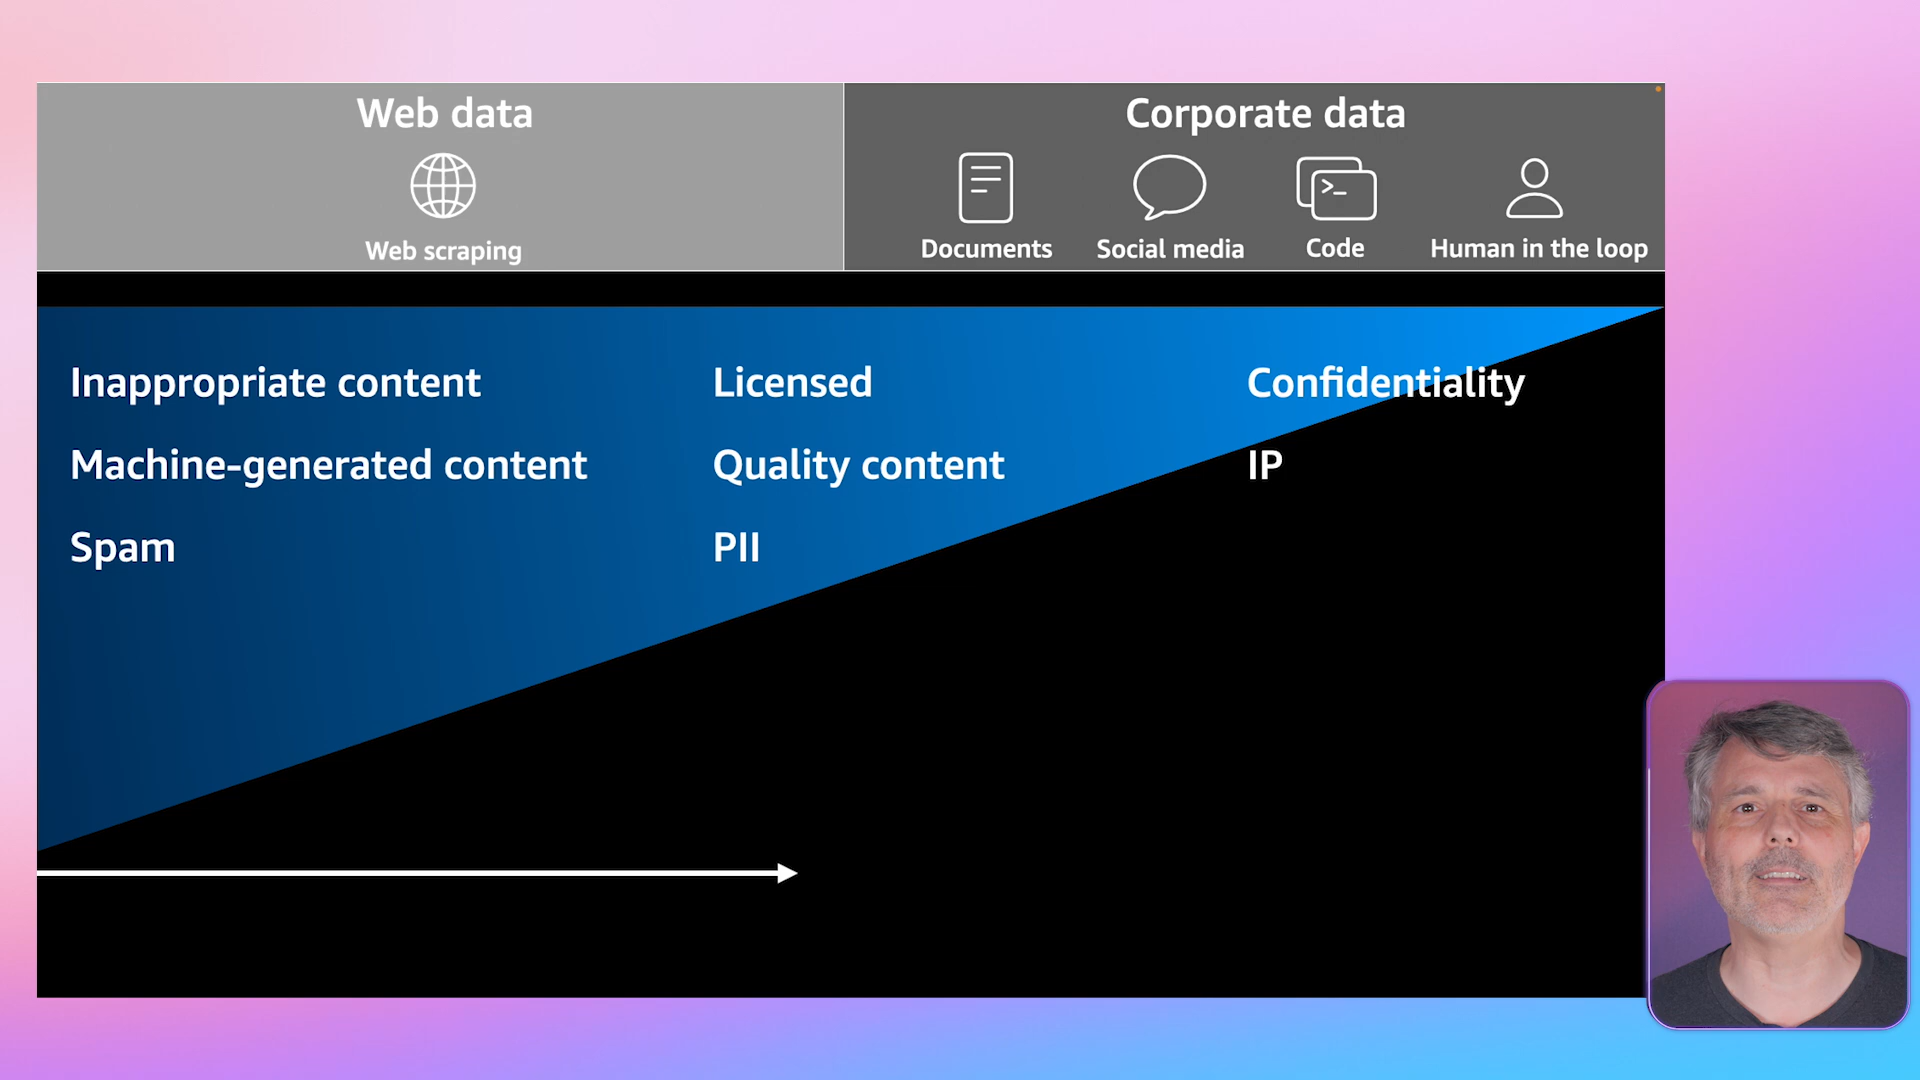 Web data
Corporate data
Web scraping
Documents
Social media
Code
Human in the loop
Inappropriate content
Licensed
Confidentiality
Machine-generated content
Quality content
IP
Spam
PII